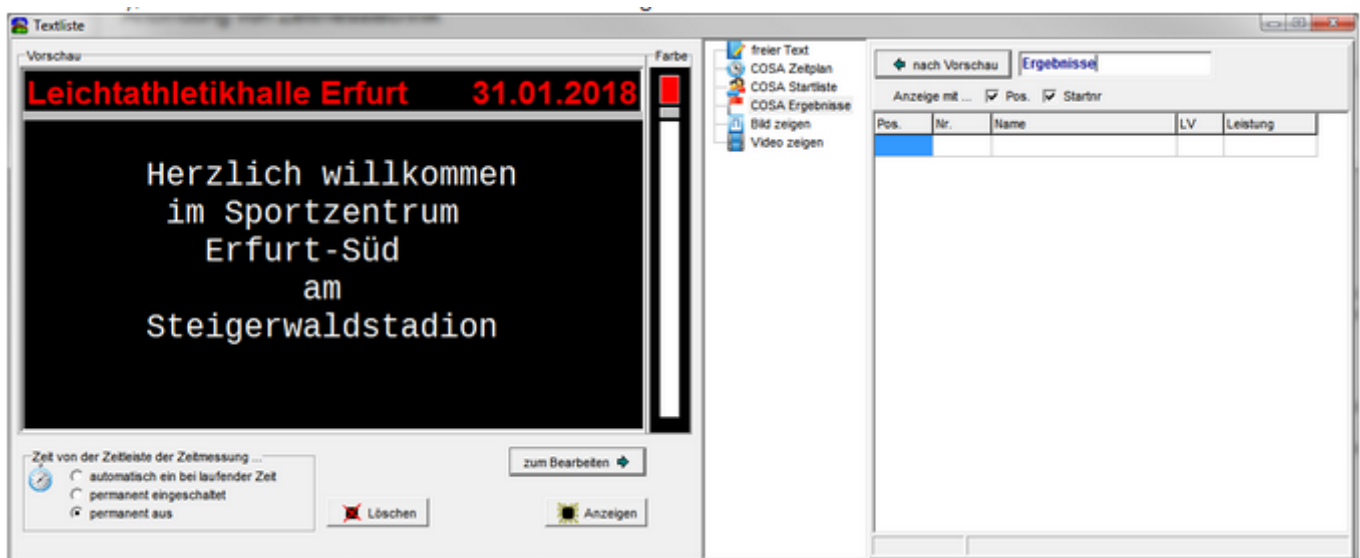 Textliste
Vorschau
Farbe
Leichtathletikhalle Erfurt 31.01.2018
Herzlich willkommen
im Sportzentrum
Erfurt-Süd
am
Steigerwaldstadion
Zeit von der Zeitleiste der Zeitmessung ...
automatisch ein bei laufender Zeit
permanent eingeschaltet
permanent aus
zum Bearbeiten
Löschen
Anzeigen
freier Text
COSA Zeitplan
COSA Startliste
COSA Ergebnisse
Bild zeigen
Video zeigen
nach Vorschau
Ergebnisse
Anzeige mit ... Pos. Startnr
Pos. Nr. Name LV Leistung